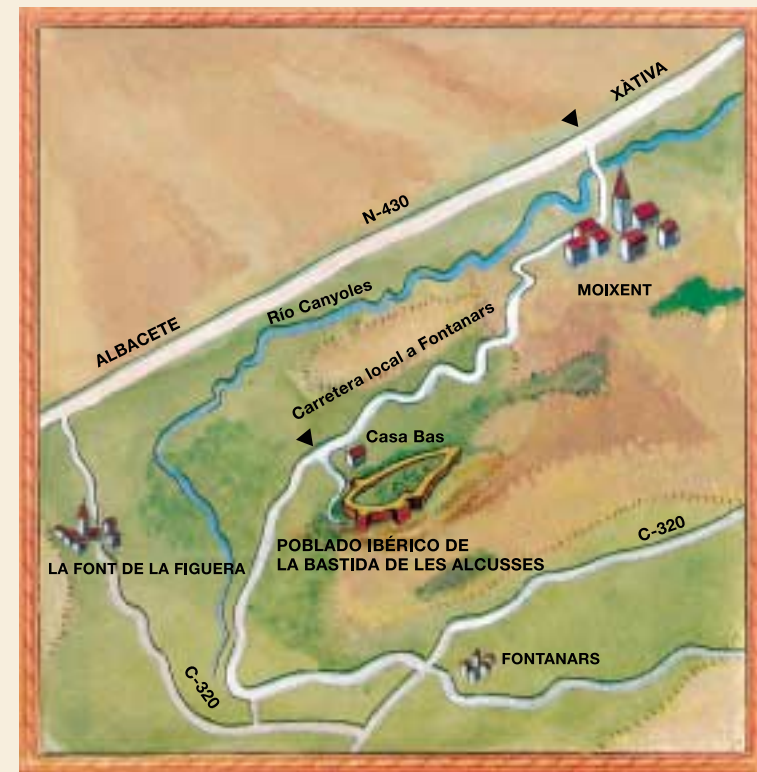 XÀTIVA
N-430
Río Canyoles
MOIXENT
ALBACETE
Carretera local a Fontanars
Casa Bas
C-320
POBLADO IBÉRICO DE
LA BASTIDA DE LES ALCUSSES
LA FONT DE LA FIGUERA
FONTANARS
C-320